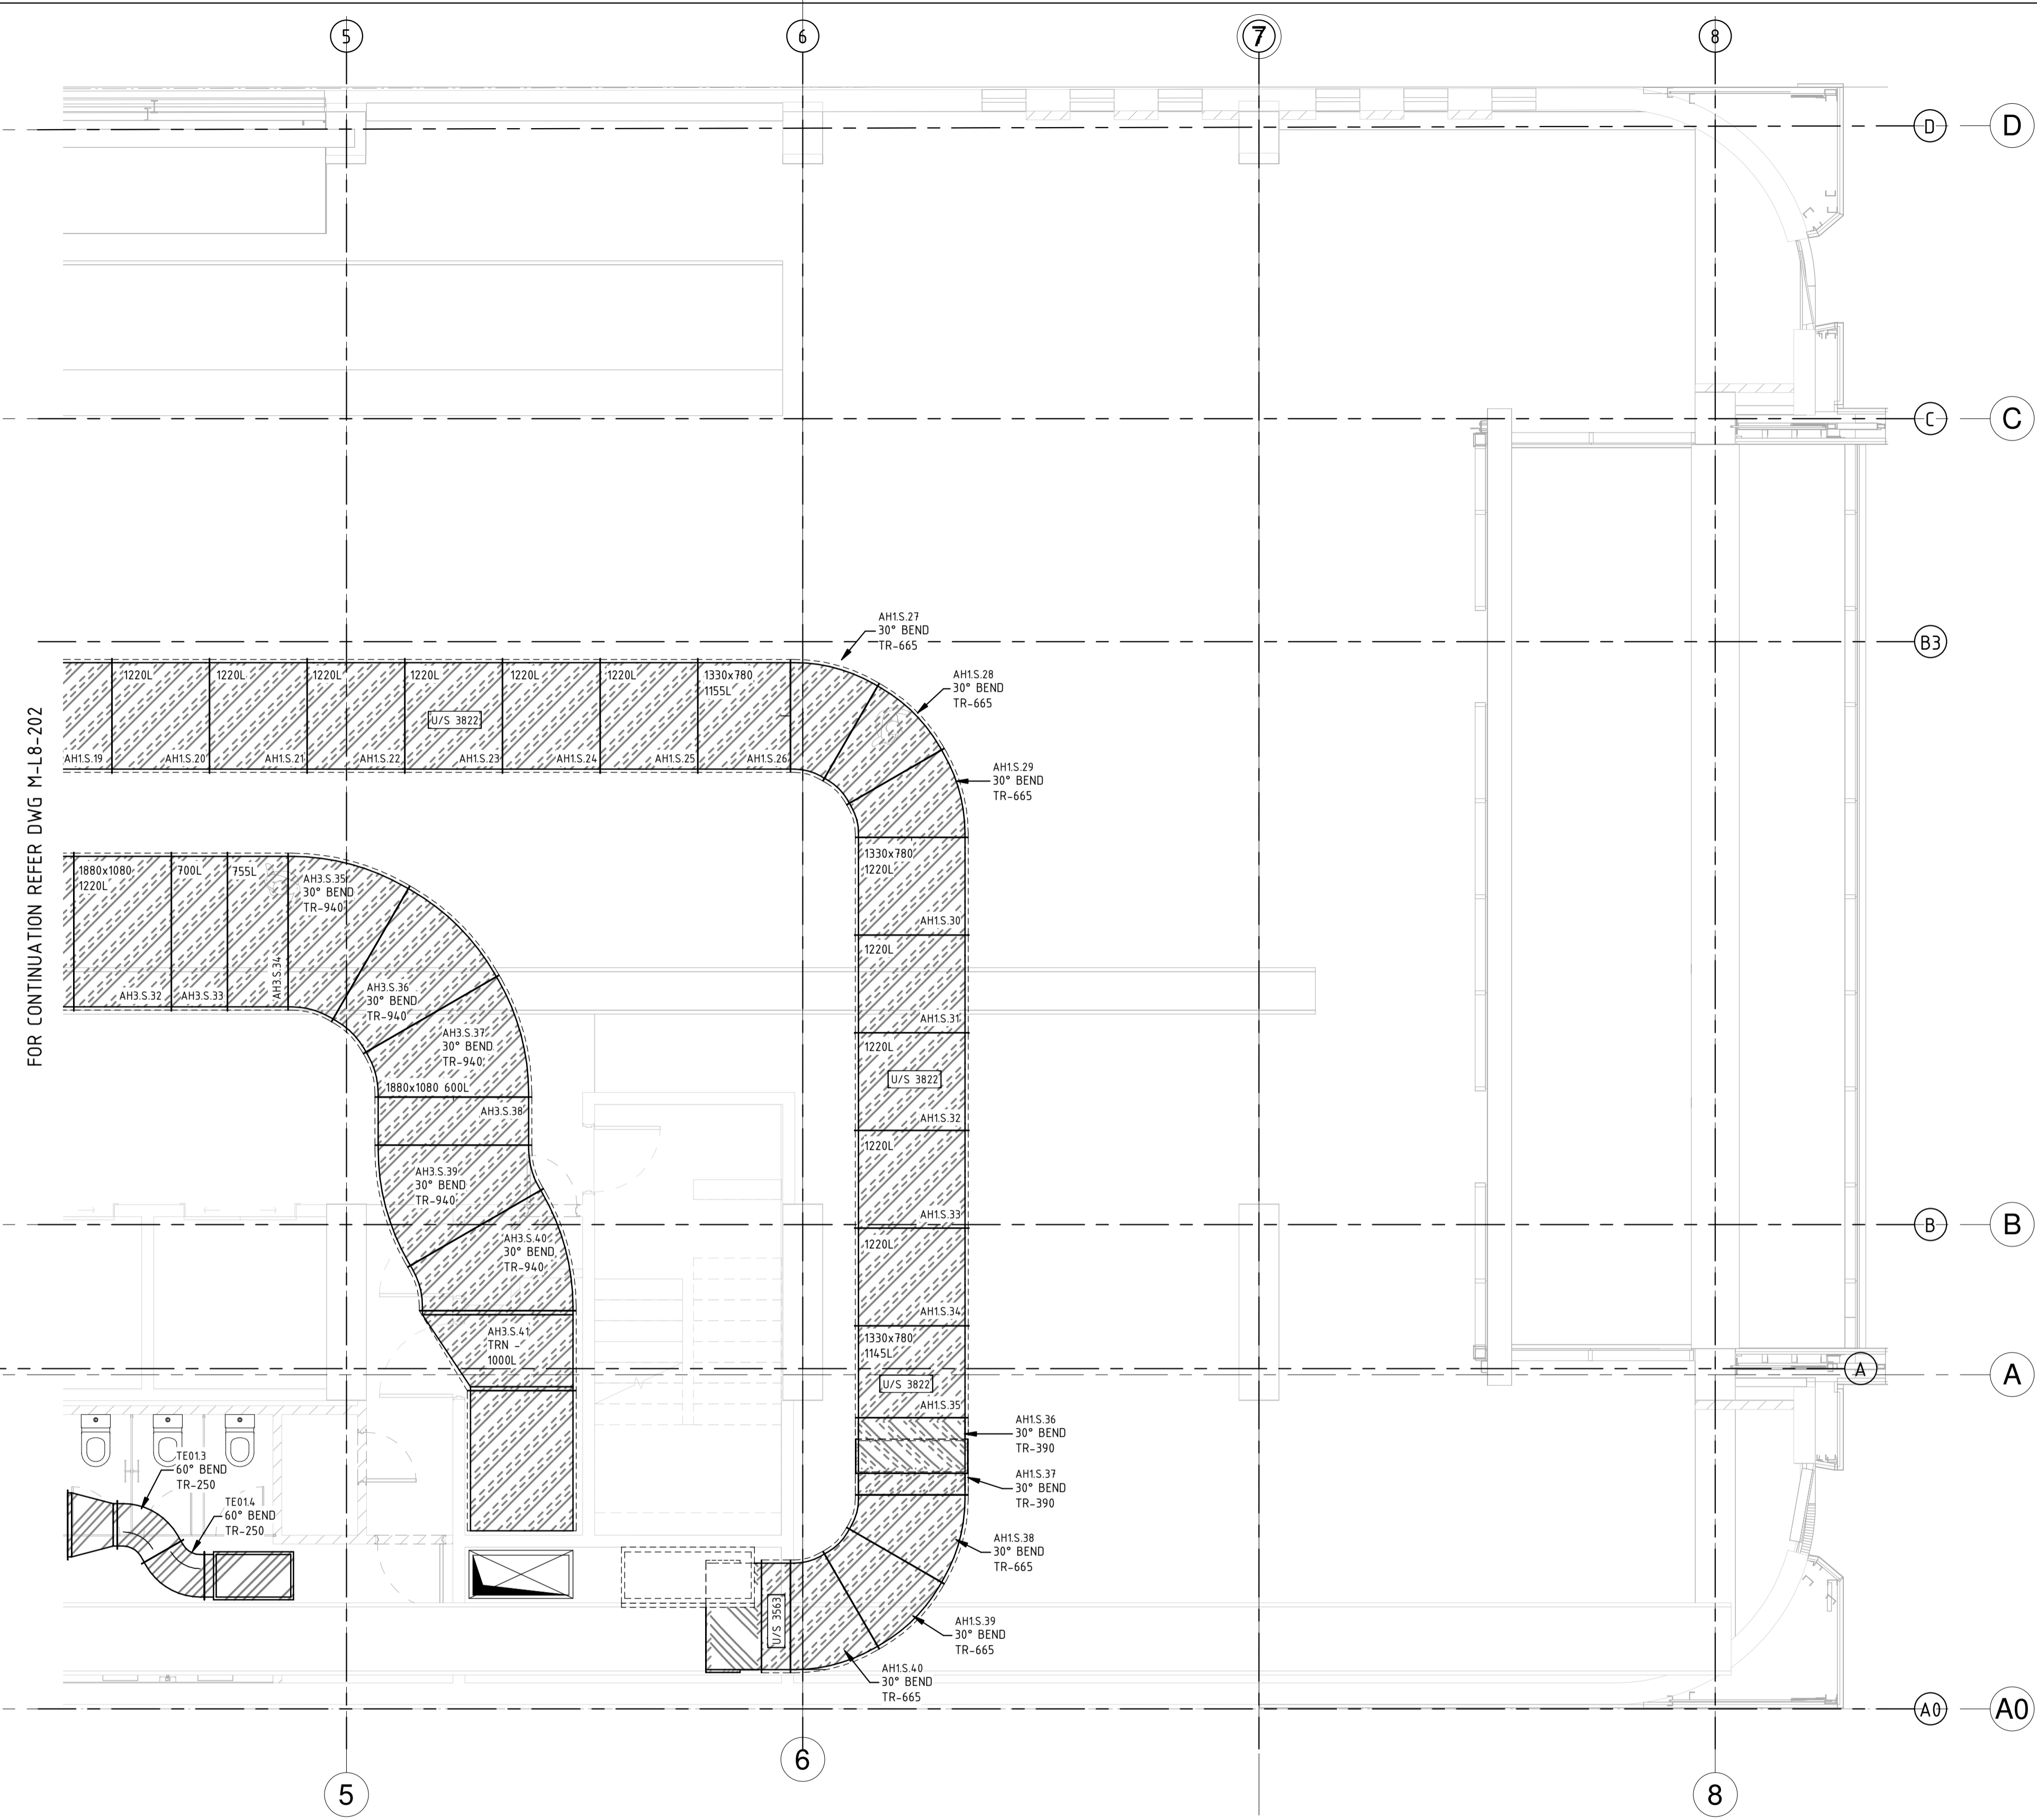 5
6
7
8
D
D
C
C
AH1.S.27
30° BEND
TR-665
B3
AH1.S.28
30° BEND
TR-665
1220L
1220L
1220L
1220L
1220L
1220L
1330x780
1155L
U/S 3822
AH1.S.19
AH1.S.20
AH1.S.21
AH1.S.22
AH1.S.23
AH1.S.24
AH1.S.25
AH1.S.26
AH1.S.29
30° BEND
TR-665
FOR CONTINUATION REFER DWG M-L8-202
1880x1080
1220L
700L
755L
AH3.S.32
AH3.S.33
AH3.S.34
AH3.S.35
30° BEND
TR-940
1330x780
1220L
AH1.S.30
1220L
AH3.S.36
30° BEND
TR-940
AH1.S.31
AH3.S.37
30° BEND
TR-940
1220L
U/S 3822
1880x1080 600L
AH3.S.38
AH1.S.32
1220L
AH3.S.39
30° BEND
TR-940
AH1.S.33
B
B
AH3.S.40
30° BEND
TR-940
1220L
AH1.S.34
AH3.S.41
TRN -
1000L
1330x780
1145L
A
A
U/S 3822
AH1.S.35
AH1.S.36
30° BEND
TR-390
TE01.3
60° BEND
TR-250
AH1.S.37
30° BEND
TR-390
TE01.4
60° BEND
TR-250
AH1.S.38
30° BEND
TR-665
U/S 3563
AH1.S.39
30° BEND
TR-665
AH1.S.40
30° BEND
TR-665
A0
A0
6
5
8